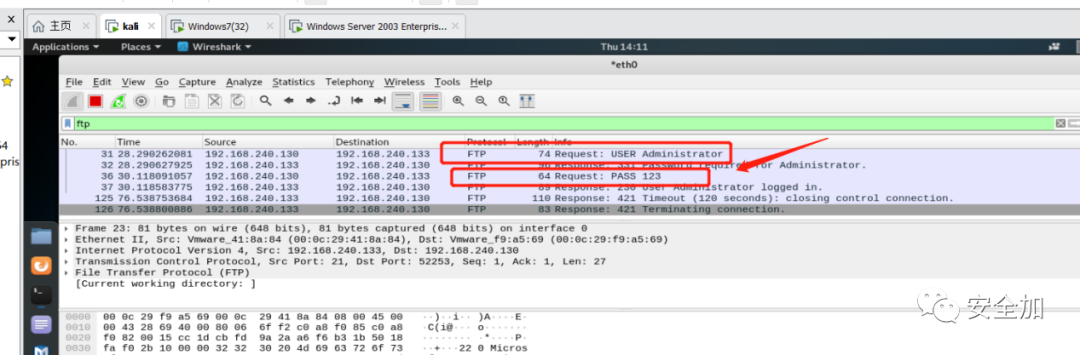 主页 kali Windows7(32) Windows Server 2003 Enterpris...
Applications Places Wireshark Thu 14:11
*eth0
File Edit View Go Capture Analyze Statistics Telephony Wireless Tools Help
ftp
No. Time Source Destination Protocol Length Info
31 28.290262081 192.168.240.130 192.168.240.133 FTP 74 Request: USER Administrator
32 28.290627925 192.168.240.133 192.168.240.130 FTP Response: 331 Password required for Administrator.
36 30.118091057 192.168.240.130 192.168.240.133 FTP 64 Request: PASS 123
37 30.118583775 192.168.240.133 192.168.240.130 FTP 89 Response: 230 User Administrator logged in.
125 76.538753684 192.168.240.133 192.168.240.130 FTP 110 Response: 421 Timeout (120 seconds): closing control connection.
126 76.538800886 192.168.240.133 192.168.240.130 FTP 83 Response: 421 Terminating connection.
64
pris
Frame 23: 81 bytes on wire (648 bits), 81 bytes captured (648 bits) on interface 0
Ethernet II, Src: Vmware_41:8a:84 (00:0c:29:41:8a:84), Dst: Vmware_f9:a5:69 (00:0c:29:f9:a5:69)
Internet Protocol Version 4, Src: 192.168.240.133, Dst: 192.168.240.130
Transmission Control Protocol, Src Port: 21, Dst Port: 52253, Seq: 1, Ack: 1, Len: 27
File Transfer Protocol (FTP)
[Current working directory: ]
0000 00 0c 29 f9 a5 69 00 0c 29 41 8a 84 08 00 45 00 ··)··i·· )A····E·
0010 00 43 28 69 40 00 80 06 6f f2 c0 a8 f0 85 c0 a8 ·C(i@··· o·······
0020 f0 82 00 15 cc 1d cb fd 9a 2a a6 f6 b3 1b 50 18 ········ ·*····P·
0030 fa f0 2b 10 00 00 32 32 30 20 4d 69 63 72 6f 73 ··+···22 0 Micros
安全加